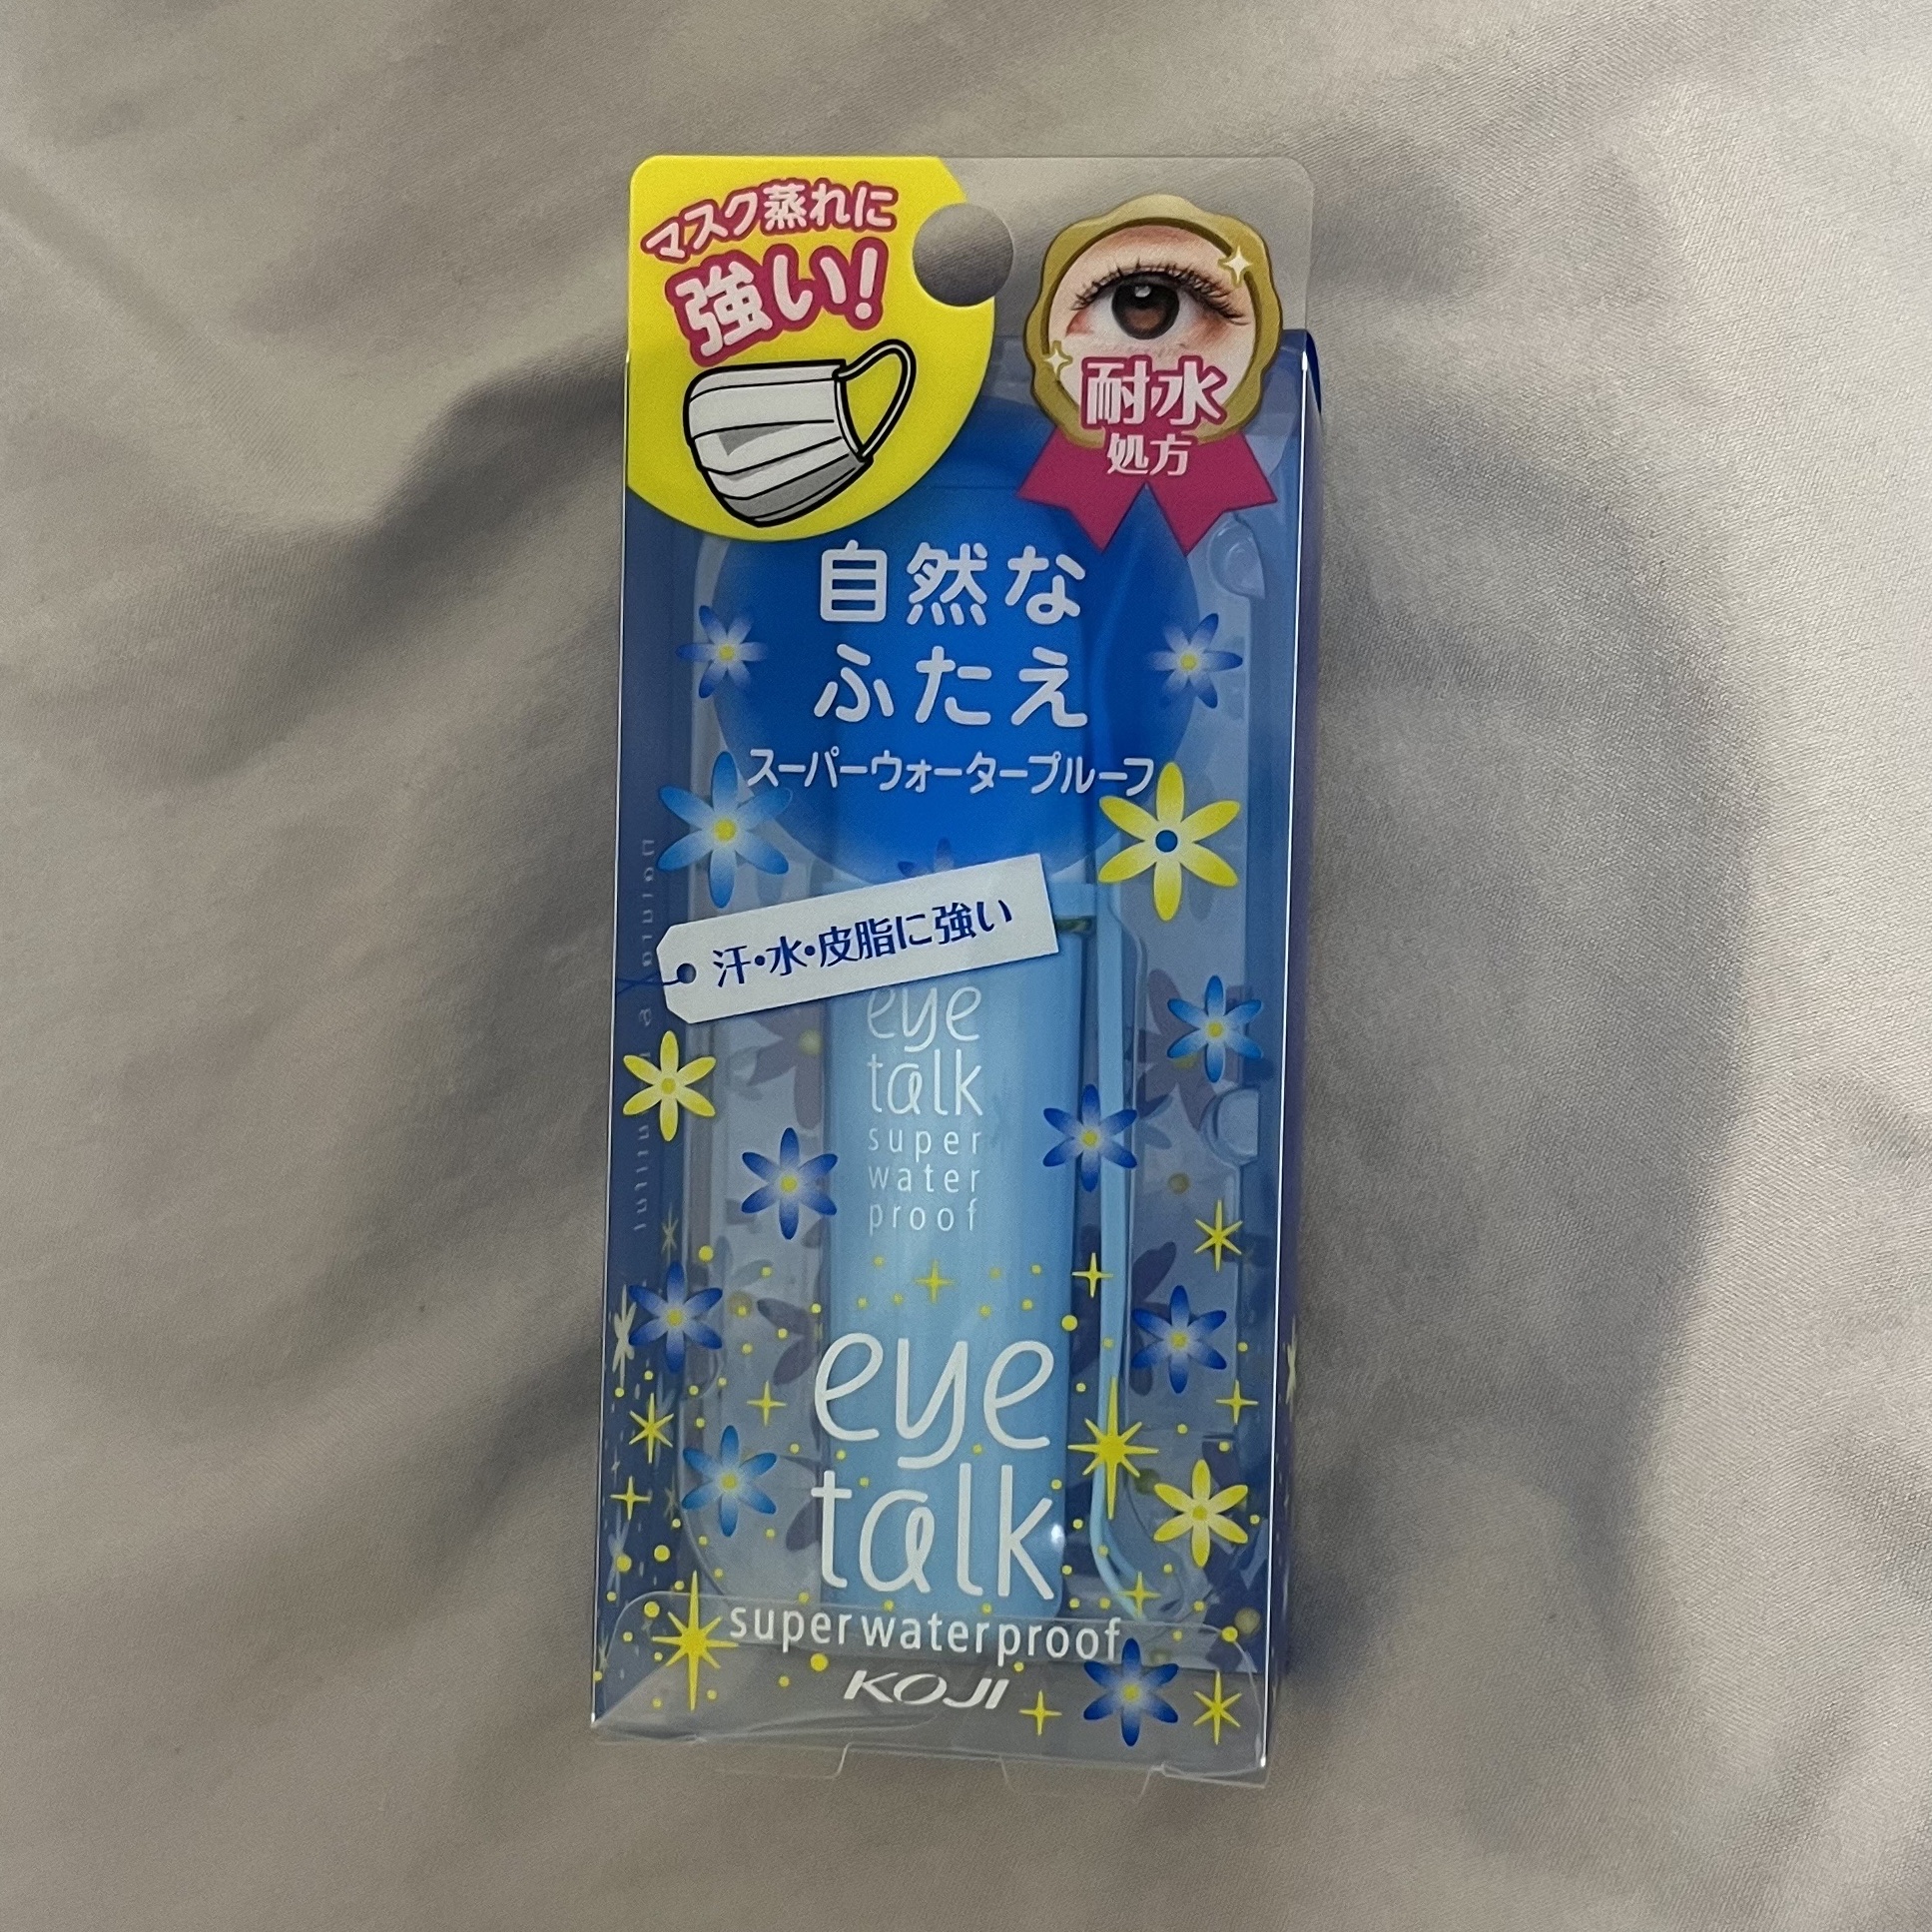 マスク蒸れに
強い!
耐水
処方
自然な
ふたえ
スーパーウォータープルーフ
汗・水・皮脂に強い
eye
talk
super
water
proof
eye
talk
super waterproof
KOJI